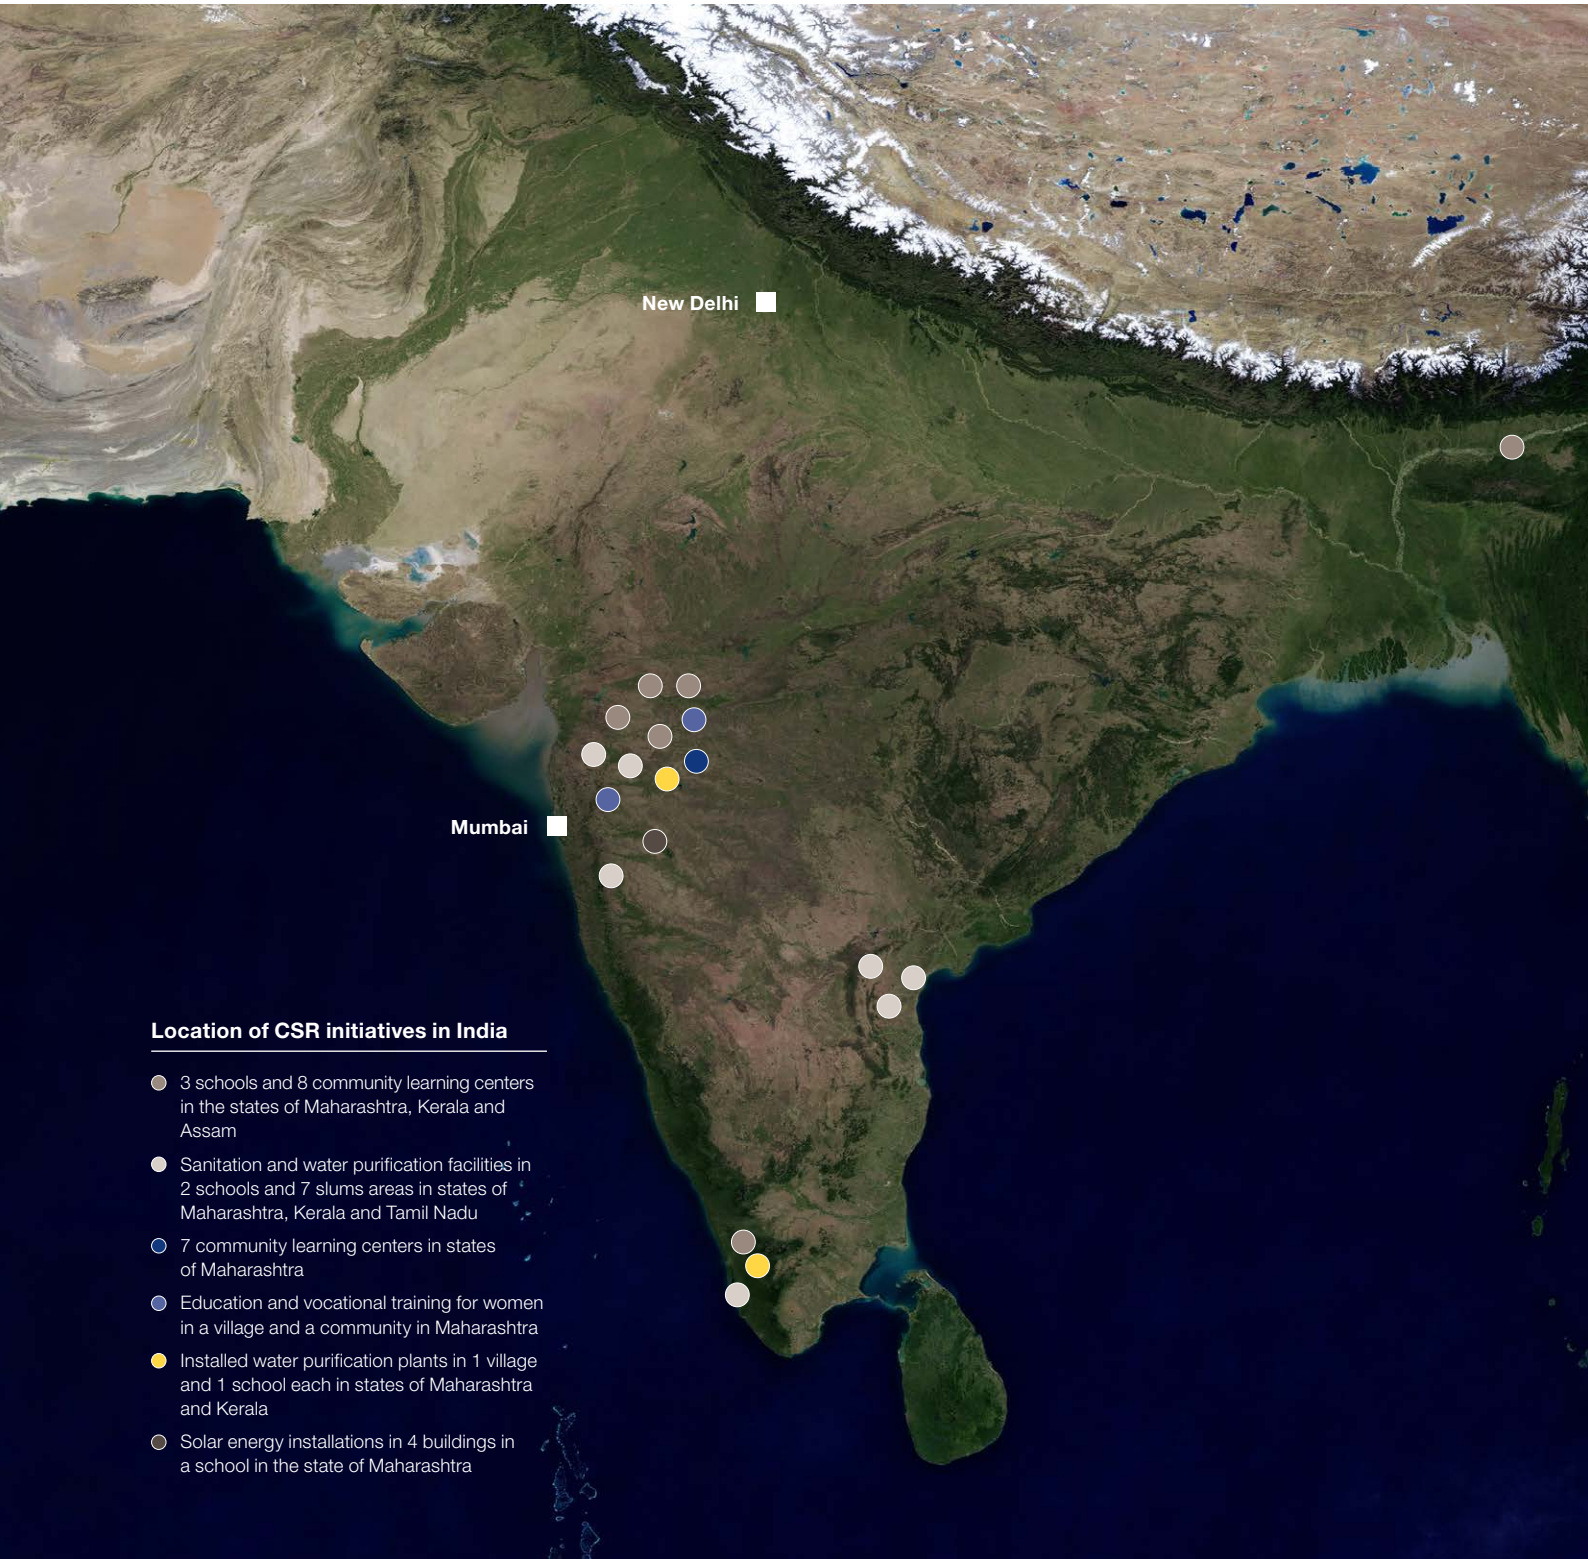 New Delhi
Mumbai
Location of CSR initiatives in India
3 schools and 8 community learning centers
in the states of Maharashtra, Kerala and
Assam
Sanitation and water purification facilities in
2 schools and 7 slums areas in states of
Maharashtra, Kerala and Tamil Nadu
7 community learning centers in states
of Maharashtra
Education and vocational training for women
in a village and a community in Maharashtra
Installed water purification plants in 1 village
and 1 school each in states of Maharashtra
and Kerala
Solar energy installations in 4 buildings in
a school in the state of Maharashtra